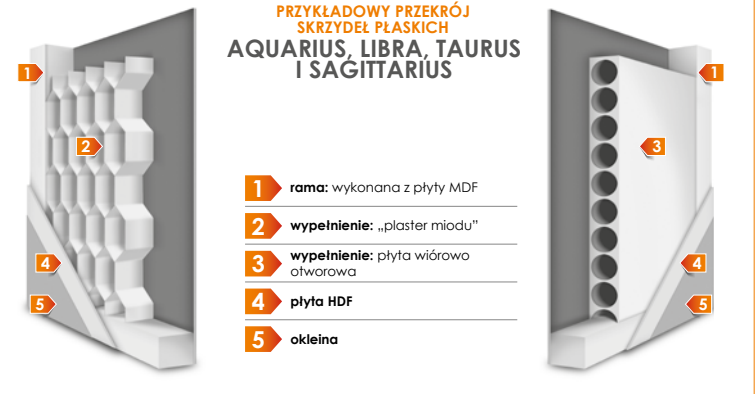 PRZYKŁADOWY PRZEKRÓJ
SKRZYDEŁ PŁASKICH
AQUARIUS, LIBRA, TAURUS
I SAGITTARIUS
1
2
4
5
1 rama: wykonana z płyty MDF
2 wypełnienie: „plaster miodu”
3 wypełnienie: płyta wiórowo
otworowa
4 płyta HDF
5 okleina
1
3
4
5